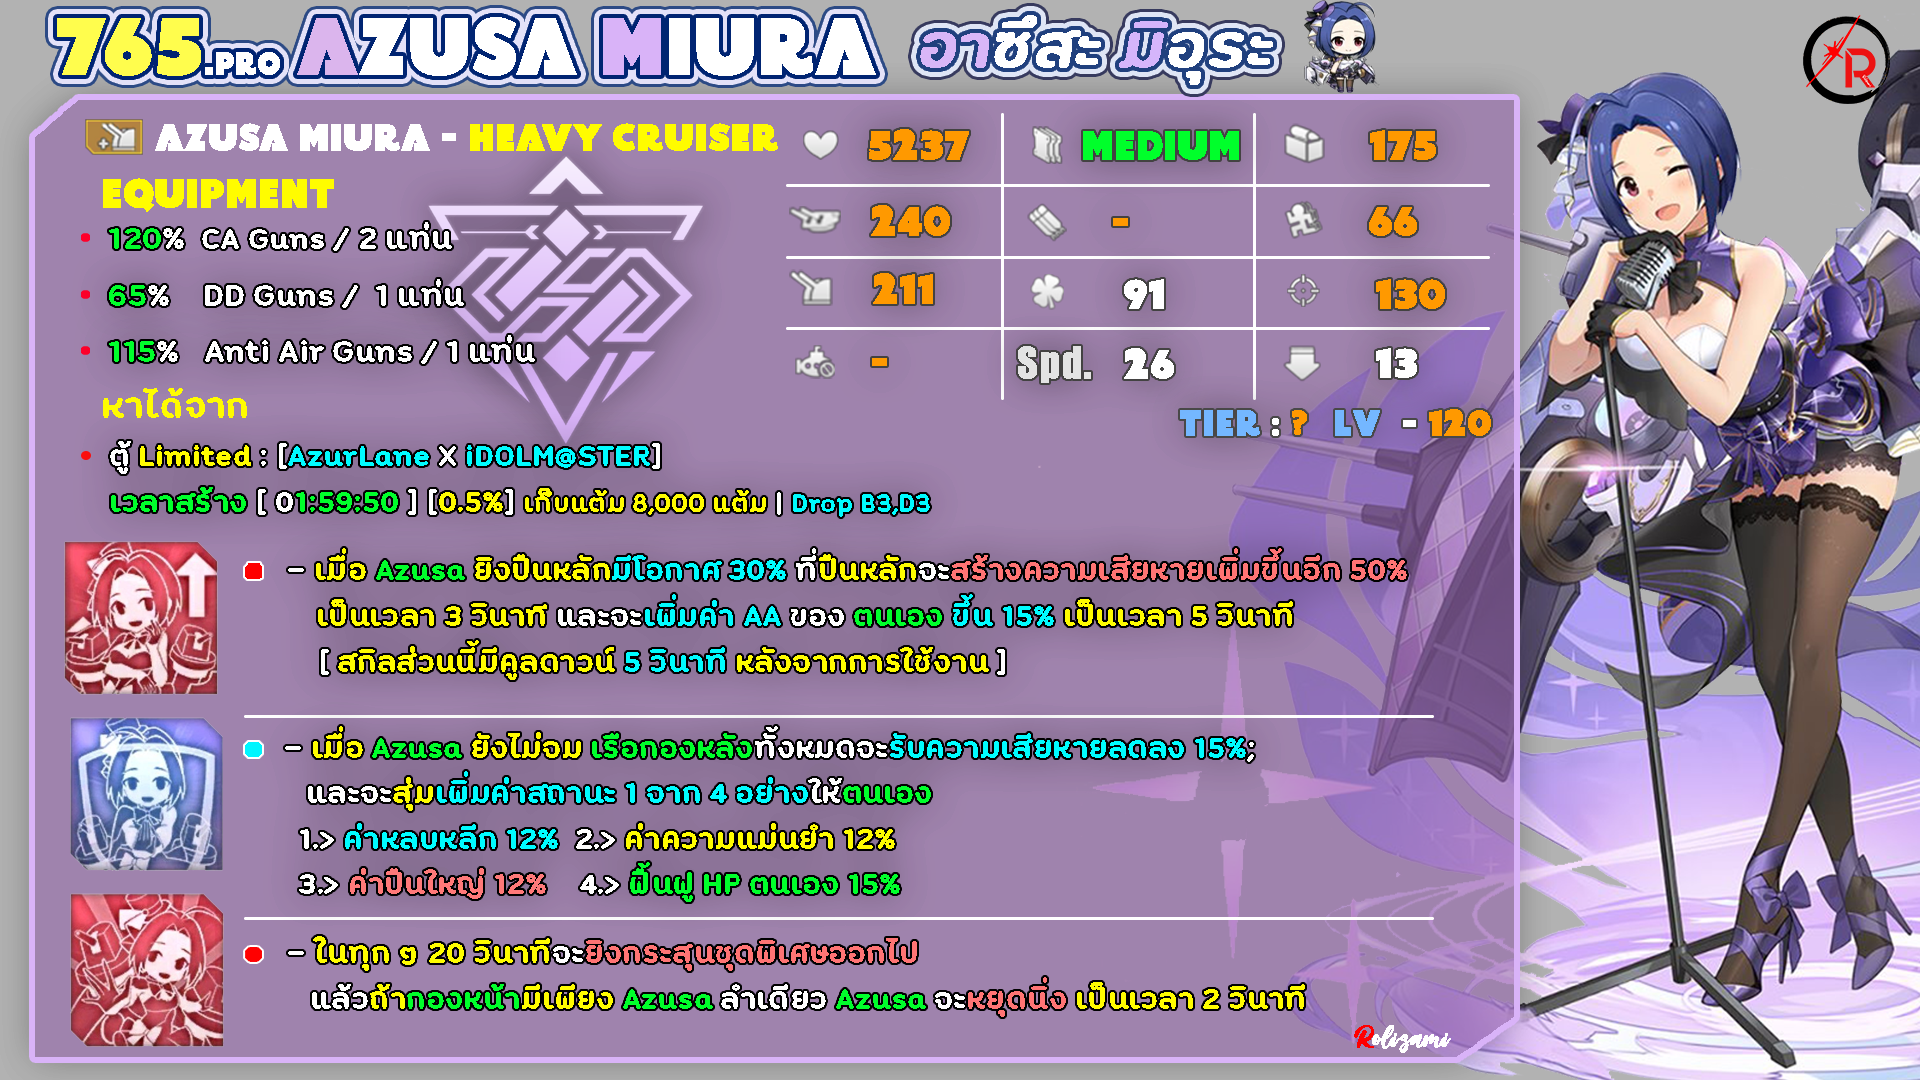 765.PRO AZUSA MIURA อาซึสะ มิอุระ
R
AZUSA MIURA - HEAVY CRUISER
EQUIPMENT
• 120% CA Guns / 2 แท่น
• 65% DD Guns / 1 แท่น
• 115% Anti Air Guns / 1 แท่น
5237 MEDIUM 175
240 - 66
211 91 130
- Spd. 26 13
TIER : ? LV - 120
หาได้จาก
• ตู้ Limited : [AzurLane X iDOLM@STER]
เวลาสร้าง [ 01:59:50 ] [0.5%] เก็บแต้ม 8,000 แต้ม | Drop B3,D3
- เมื่อ Azusa ยิงปืนหลักมีโอกาศ 30% ที่ปืนหลักจะสร้างความเสียหายเพิ่มขึ้นอีก 50%
เป็นเวลา 3 วินาที และจะเพิ่มค่า AA ของ ตนเอง ขึ้น 15% เป็นเวลา 5 วินาที
[ สกิลส่วนนี้มีคูลดาวน์ 5 วินาที หลังจากการใช้งาน ]
- เมื่อ Azusa ยังไม่จม เรือกองหลังทั้งหมดจะรับความเสียหายลดลง 15%;
และจะสุ่มเพิ่มค่าสถานะ 1 จาก 4 อย่างให้ตนเอง
1.> ค่าหลบหลีก 12% 2.> ค่าความแม่นยำ 12%
3.> ค่าปืนใหญ่ 12% 4.> ฟื้นฟู HP ตนเอง 15%
- ในทุก ๆ 20 วินาทีจะยิงกระสุนชุดพิเศษออกไป
แล้วถ้ากองหน้ามีเพียง Azusa ลำเดียว Azusa จะหยุดนิ่ง เป็นเวลา 2 วินาที
Rolizami